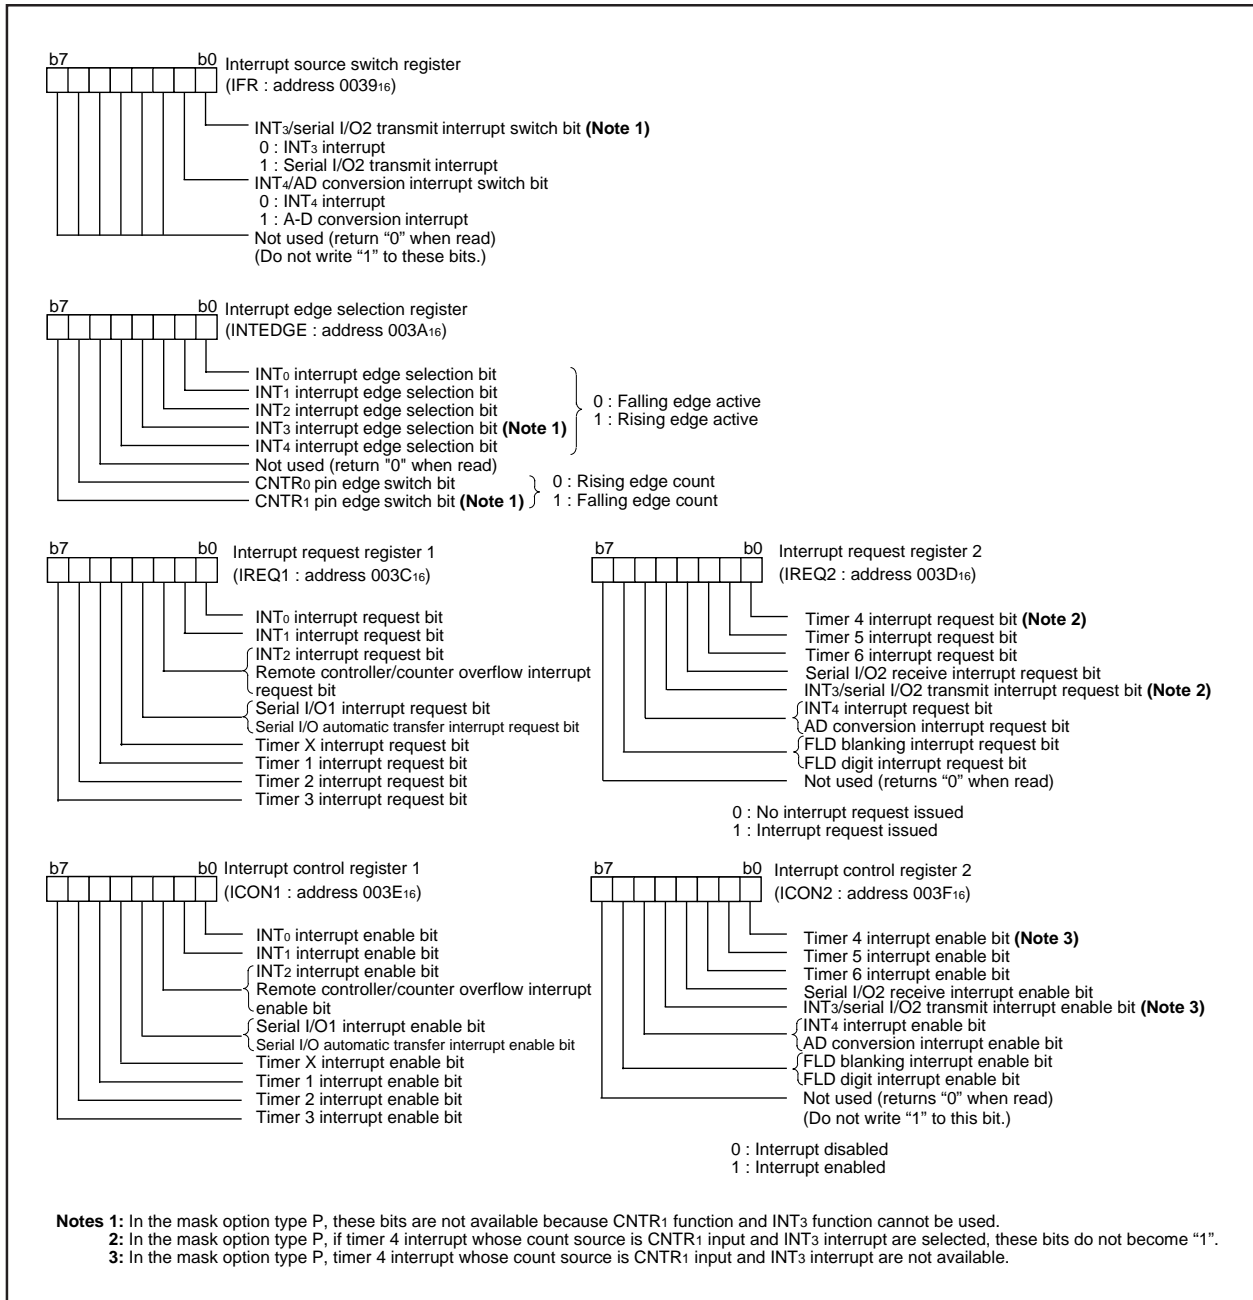 b7 b0 Interrupt source switch register
(IFR : address 003916)
INT3/serial I/O2 transmit interrupt switch bit (Note 1)
0 : INT3 interrupt
1 : Serial I/O2 transmit interrupt
INT4/AD conversion interrupt switch bit
0 : INT4 interrupt
1 : A-D conversion interrupt
Not used (return “0” when read)
(Do not write “1” to these bits.)
b7 b0 Interrupt edge selection register
(INTEDGE : address 003A16)
INT0 interrupt edge selection bit
INT1 interrupt edge selection bit
INT2 interrupt edge selection bit
INT3 interrupt edge selection bit (Note 1)
INT4 interrupt edge selection bit
0 : Falling edge active
1 : Rising edge active
Not used (return "0" when read)
CNTR0 pin edge switch bit
CNTR1 pin edge switch bit (Note 1)
0 : Rising edge count
1 : Falling edge count
b7 b0 Interrupt request register 1
(IREQ1 : address 003C16)
INT0 interrupt request bit
INT1 interrupt request bit
INT2 interrupt request bit
Remote controller/counter overflow interrupt
request bit
Serial I/O1 interrupt request bit
Serial I/O automatic transfer interrupt request bit
Timer X interrupt request bit
Timer 1 interrupt request bit
Timer 2 interrupt request bit
Timer 3 interrupt request bit
b7 b0 Interrupt request register 2
(IREQ2 : address 003D16)
Timer 4 interrupt request bit (Note 2)
Timer 5 interrupt request bit
Timer 6 interrupt request bit
Serial I/O2 receive interrupt request bit
INT3/serial I/O2 transmit interrupt request bit (Note 2)
INT4 interrupt request bit
AD conversion interrupt request bit
FLD blanking interrupt request bit
FLD digit interrupt request bit
Not used (returns “0” when read)
0 : No interrupt request issued
1 : Interrupt request issued
b7 b0 Interrupt control register 1
(ICON1 : address 003E16)
INT0 interrupt enable bit
INT1 interrupt enable bit
INT2 interrupt enable bit
Remote controller/counter overflow interrupt
enable bit
Serial I/O1 interrupt enable bit
Serial I/O automatic transfer interrupt enable bit
Timer X interrupt enable bit
Timer 1 interrupt enable bit
Timer 2 interrupt enable bit
Timer 3 interrupt enable bit
b7 b0 Interrupt control register 2
(ICON2 : address 003F16)
Timer 4 interrupt enable bit (Note 3)
Timer 5 interrupt enable bit
Timer 6 interrupt enable bit
Serial I/O2 receive interrupt enable bit
INT3/serial I/O2 transmit interrupt enable bit (Note 3)
INT4 interrupt enable bit
AD conversion interrupt enable bit
FLD blanking interrupt enable bit
FLD digit interrupt enable bit
Not used (returns “0” when read)
(Do not write “1” to this bit.)
0 : Interrupt disabled
1 : Interrupt enabled
Notes 1: In the mask option type P, these bits are not available because CNTR1 function and INT3 function cannot be used.
2: In the mask option type P, if timer 4 interrupt whose count source is CNTR1 input and INT3 interrupt are selected, these bits do not become “1”.
3: In the mask option type P, timer 4 interrupt whose count source is CNTR1 input and INT3 interrupt are not available.